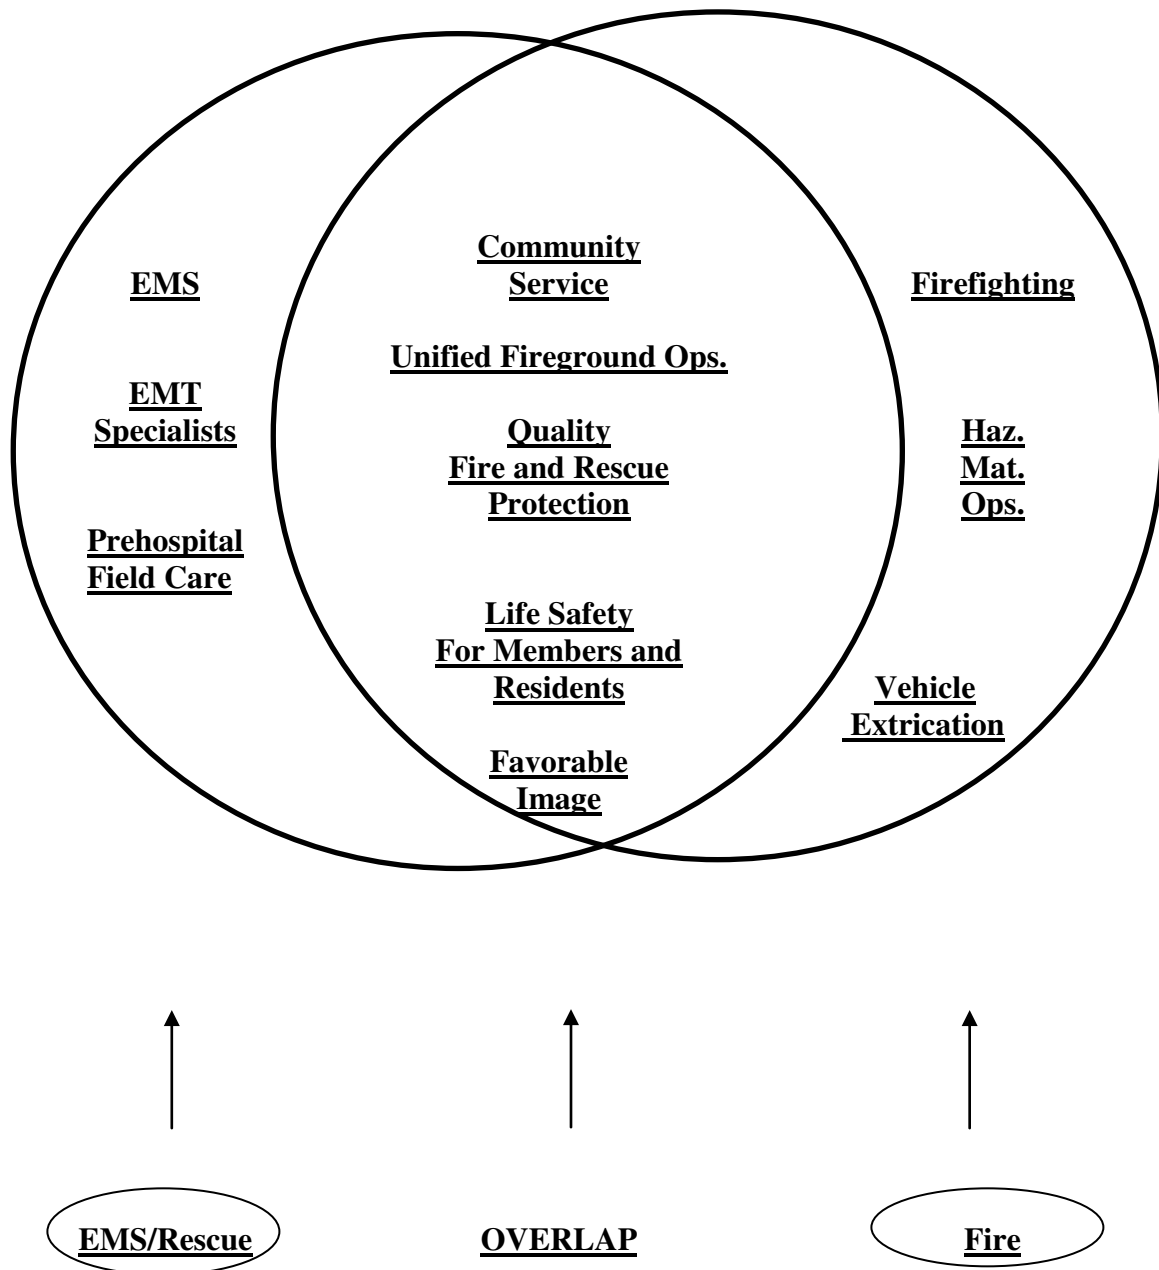 EMS
EMT
Specialists
Prehospital
Field Care
Community
Service
Unified Fireground Ops.
Quality
Fire and Rescue
Protection
Life Safety
For Members and
Residents
Favorable
Image
Firefighting
Haz.
Mat.
Ops.
Vehicle
Extrication
EMS/Rescue
OVERLAP
Fire